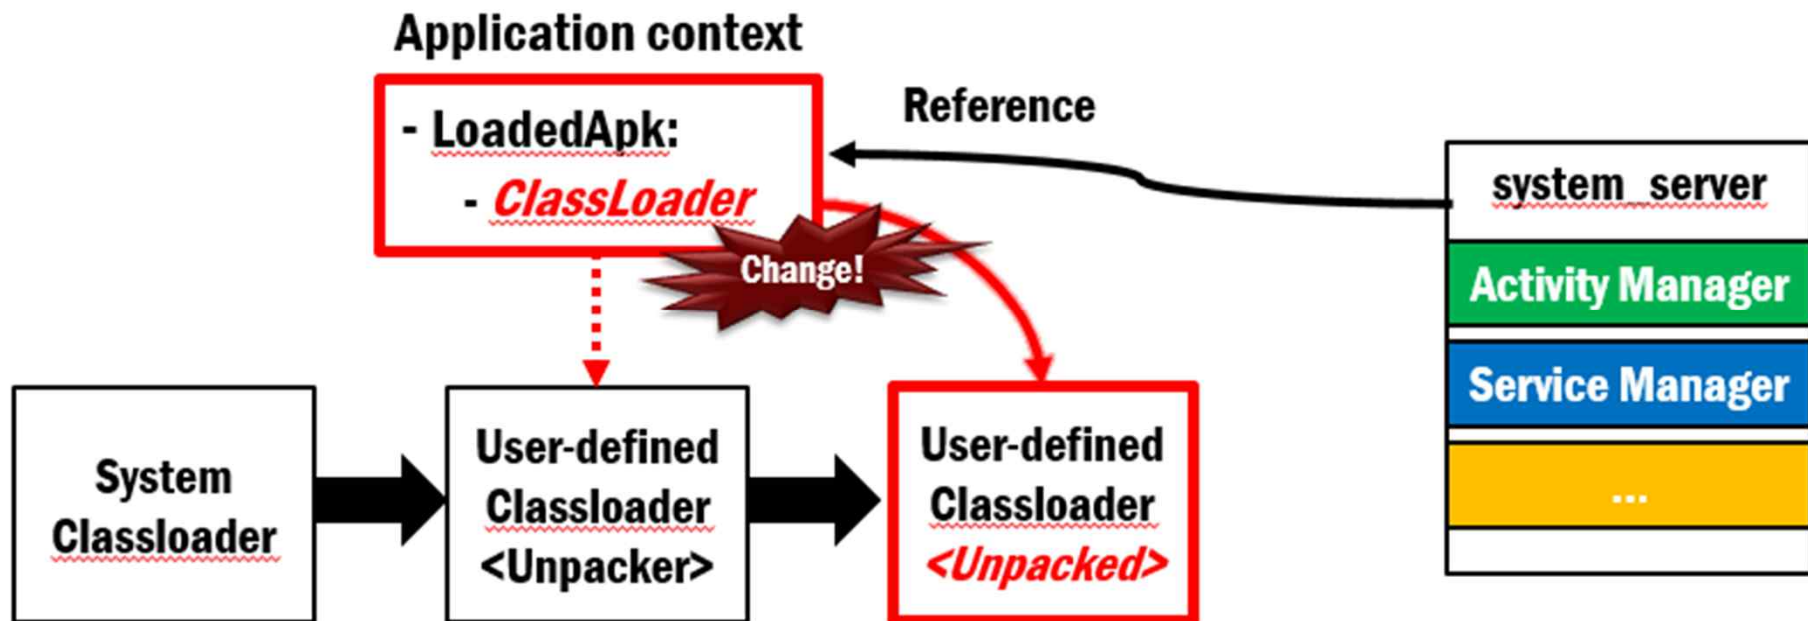 Application context
- LoadedApk:
- ClassLoader
Change!
Reference
system_server
Activity Manager
Service Manager
...
System
Classloader
User-defined
Classloader
<Unpacker>
User-defined
Classloader
<Unpacked>